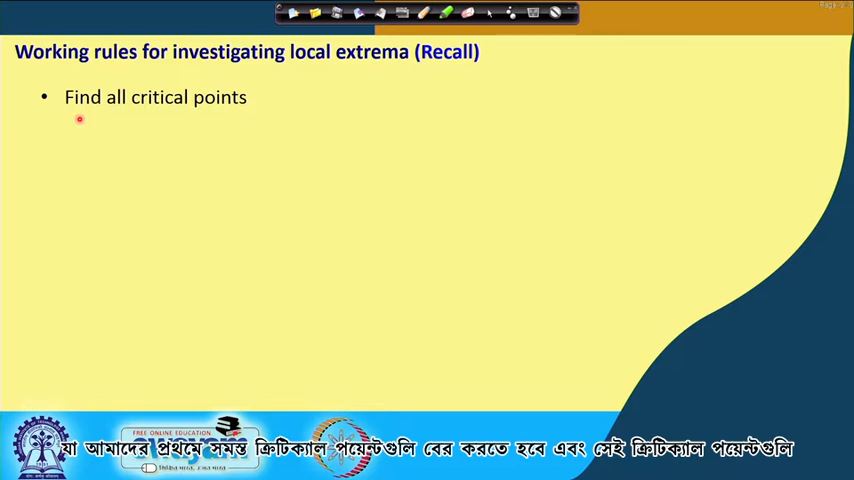 Working rules for investigating local extrema (Recall)
• Find all critical points
FREE ONLINE EDUCATION
swayam
যা আমাদের প্রথমে সমস্ত ক্রিটিক্যাল পয়েন্টগুলি বের করতে হবে এবং সেই ক্রিটিক্যাল পয়েন্টগুলি